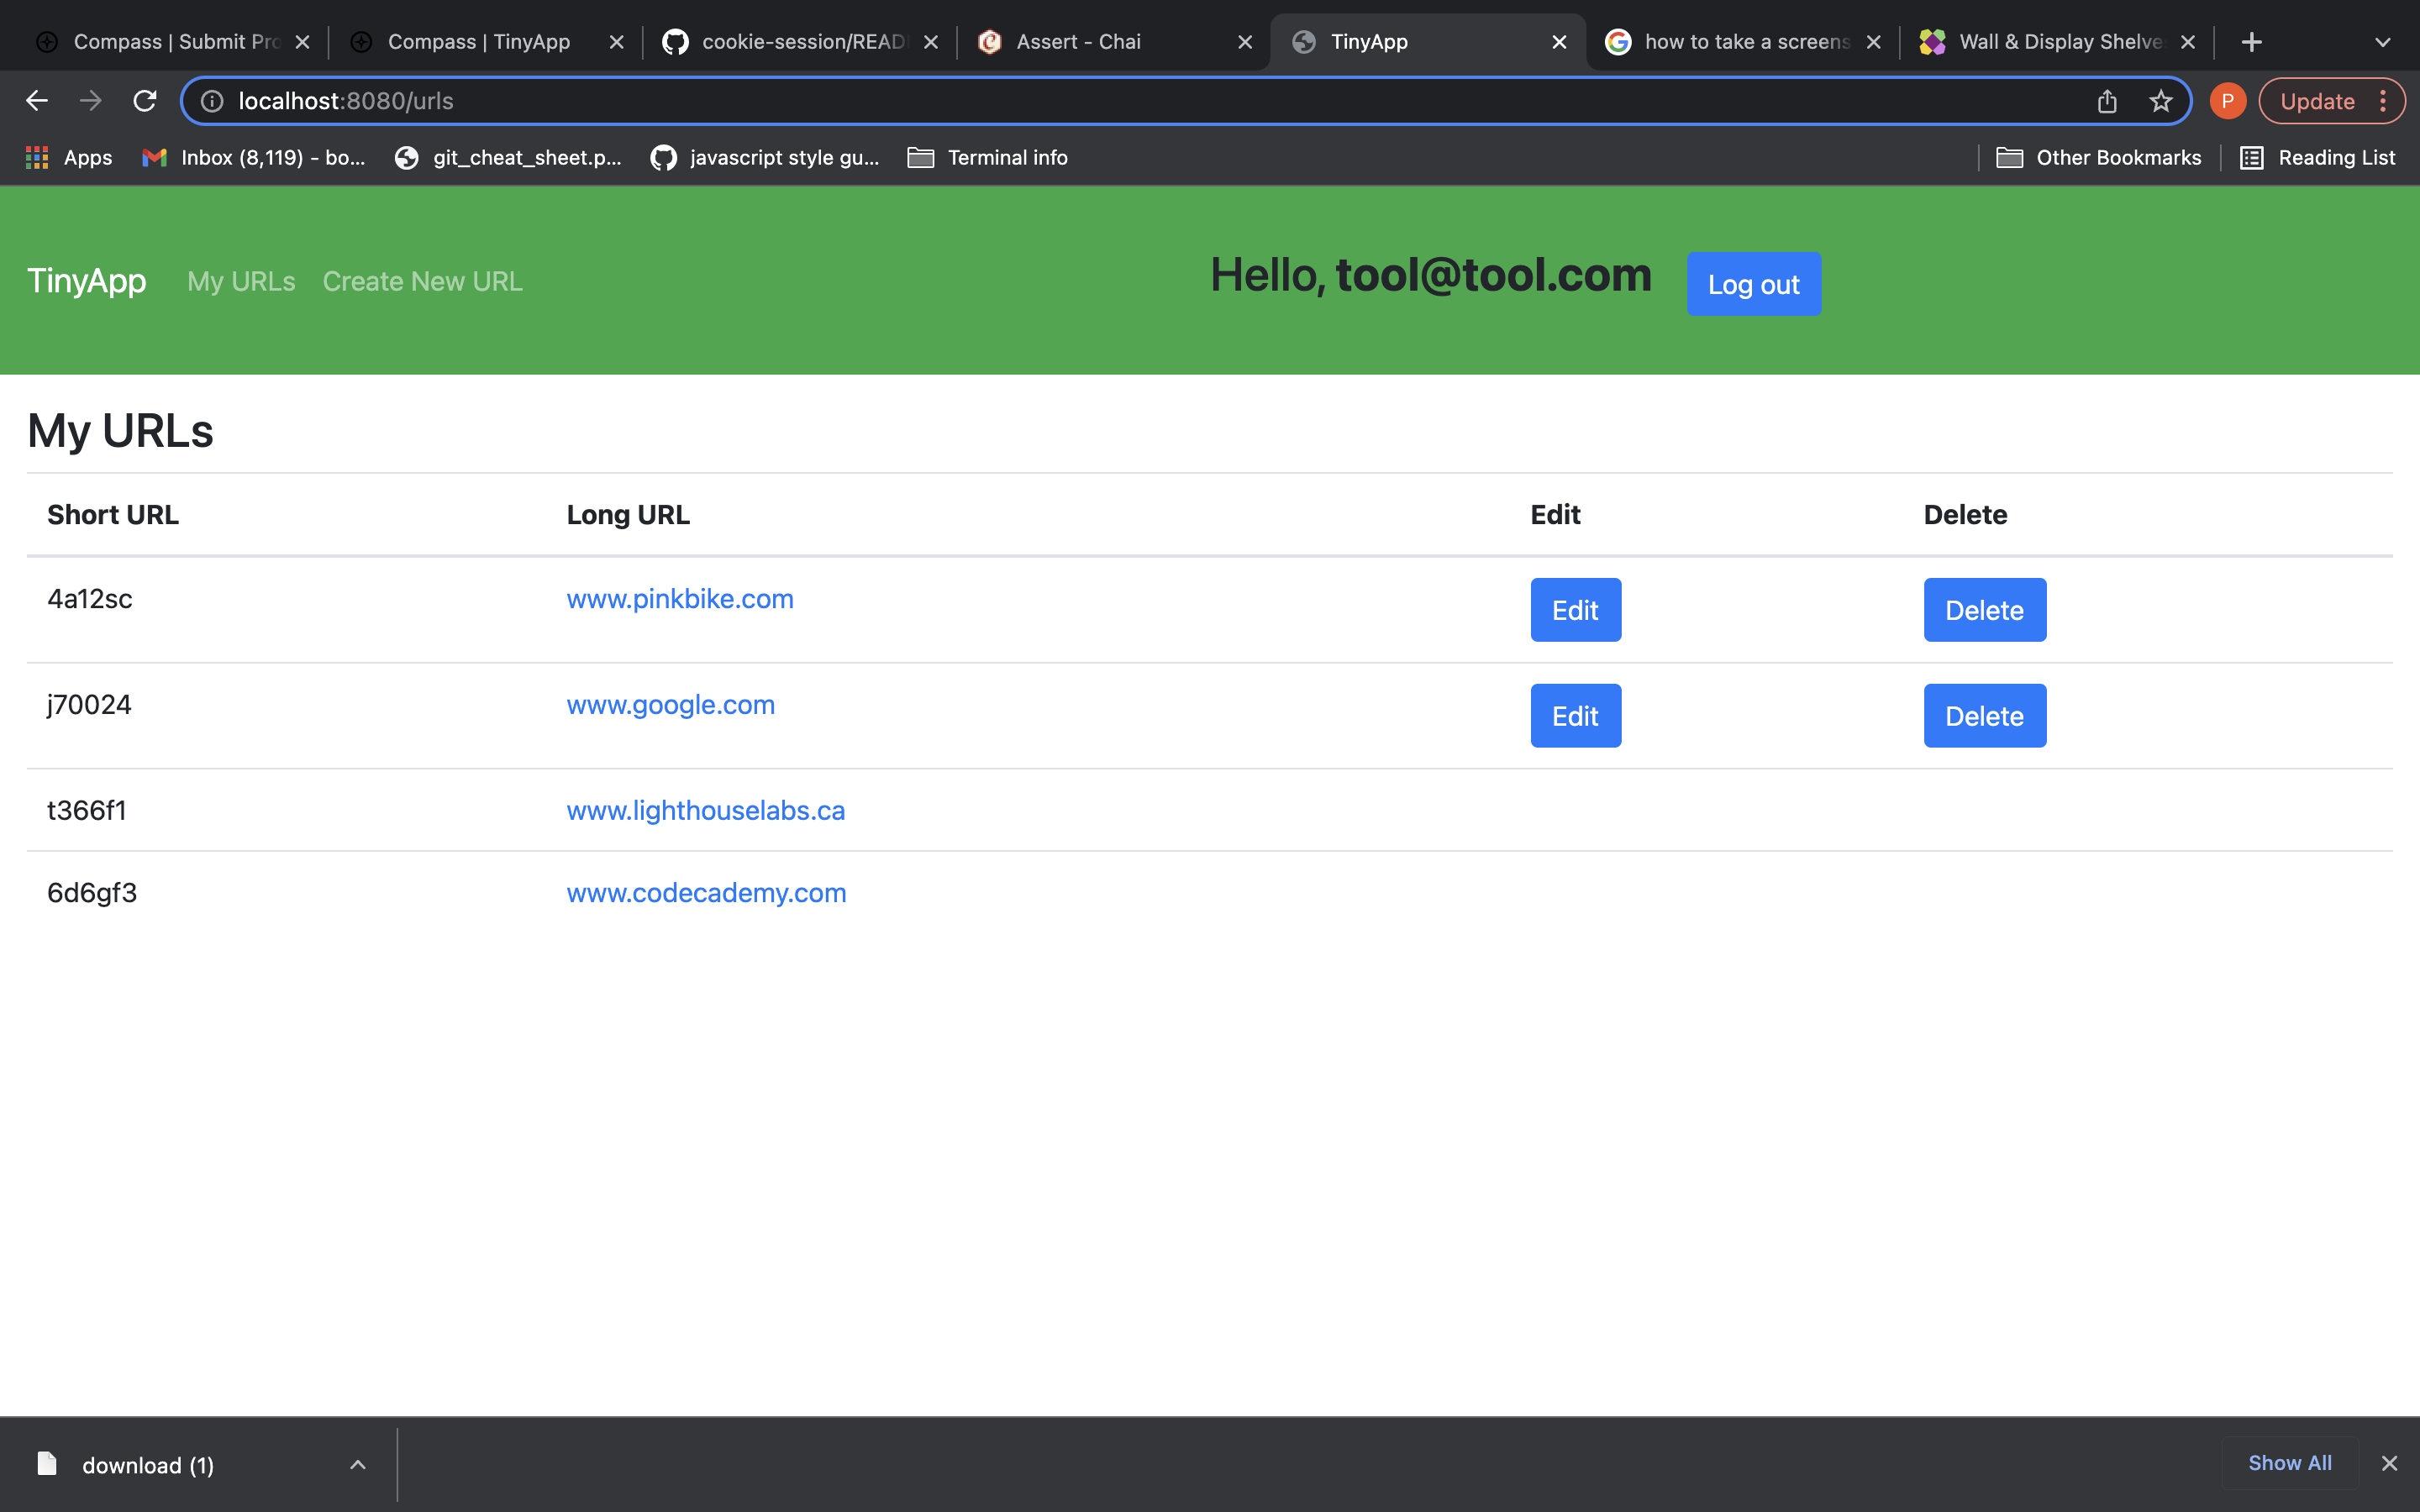 Compass | Submit Pro
Compass | TinyApp
cookie-session/READ
Assert - Chai
TinyApp
how to take a screens
Wall & Display Shelve
localhost:8080/urls
P
Update
Apps
Inbox (8,119) - bo...
git_cheat_sheet.p...
javascript style gu...
Terminal info
Other Bookmarks
Reading List
TinyApp My URLs Create New URL
Hello, tool@tool.com
Log out
My URLs
Short URL Long URL Edit Delete
4a12sc www.pinkbike.com Edit Delete
j70024 www.google.com Edit Delete
t366f1 www.lighthouselabs.ca
6d6gf3 www.codecademy.com
download (1)
Show All